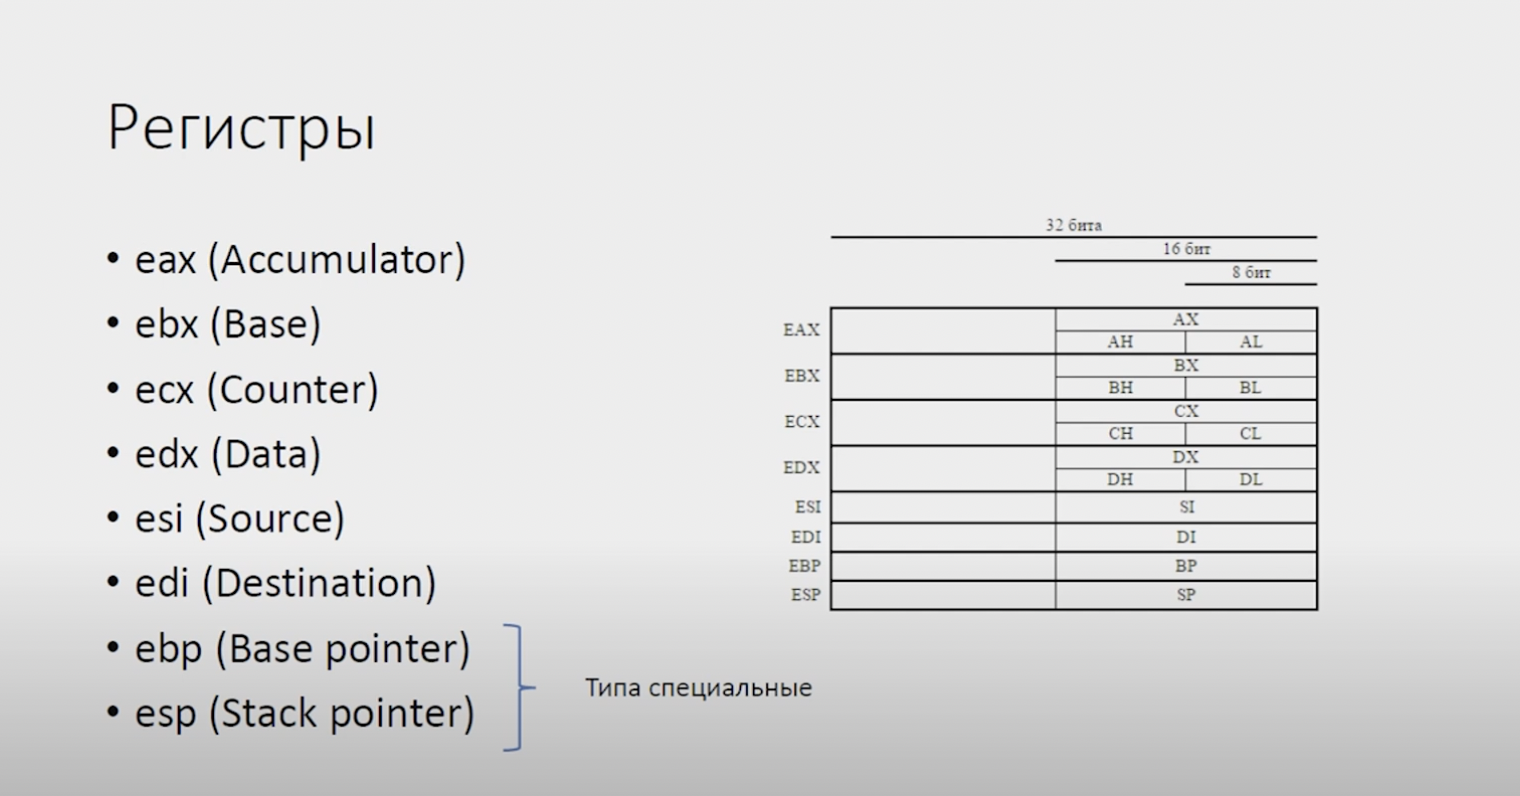 Регистры
• eax (Accumulator)
• ebx (Base)
• ecx (Counter)
• edx (Data)
• esi (Source)
• edi (Destination)
• ebp (Base pointer)
• esp (Stack pointer)
Типа специальные
32 бита
16 бит
8 бит
EAX
AX
AH AL
EBX
BX
BH BL
ECX
CX
CH CL
EDX
DX
DH DL
ESI SI
EDI DI
EBP BP
ESP SP